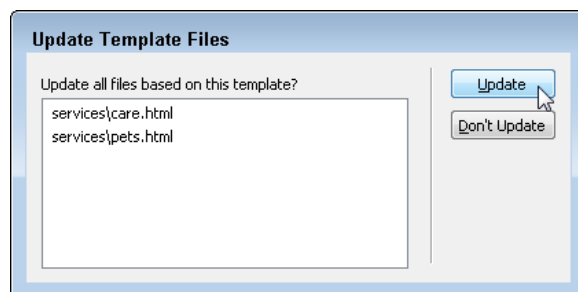 Update Template Files
Update all files based on this template?
services\care.html
services\pets.html
Update
Don't Update